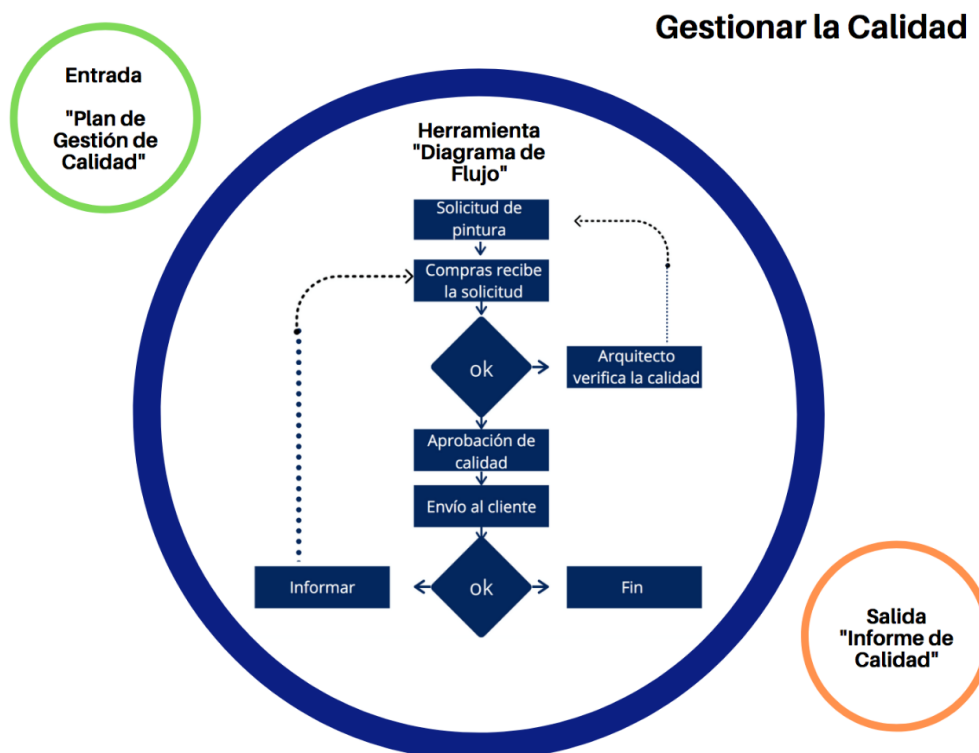 Gestionar la Calidad
Entrada
"Plan de
Gestión de
Calidad"
Herramienta
"Diagrama de
Flujo"
Solicitud de
pintura
Compras recibe
la solicitud
ok
Arquitecto
verifica la calidad
Aprobación de
calidad
Envío al cliente
Informar
ok
Fin
Salida
"Informe de
Calidad"